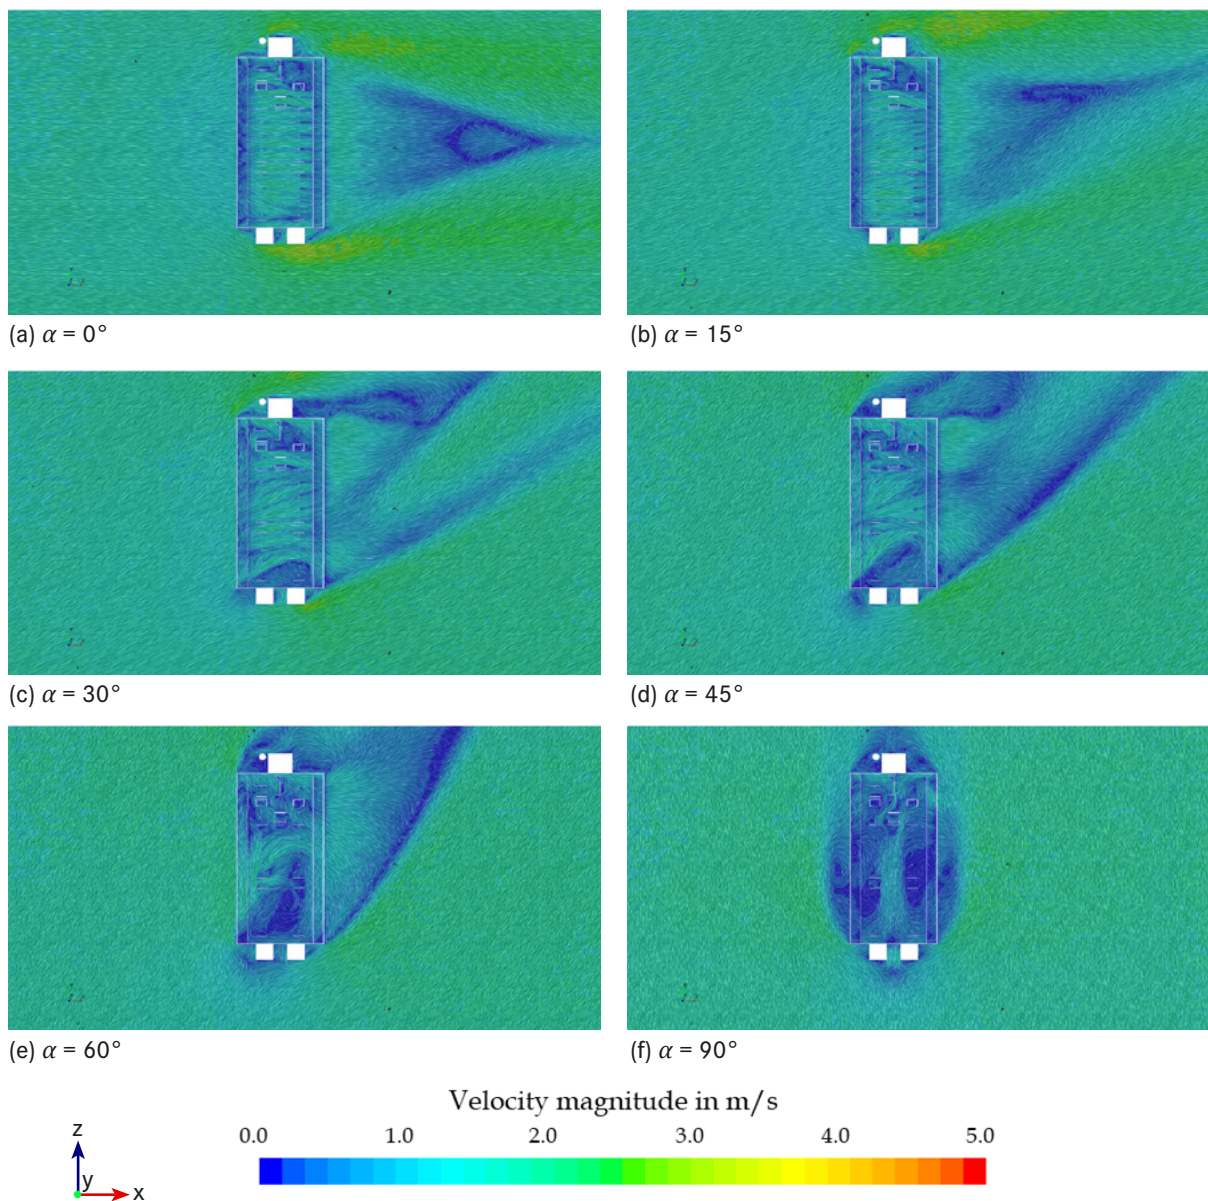 (a) α = 0°
(b) α = 15°
(c) α = 30°
(d) α = 45°
(e) α = 60°
(f) α = 90°
Velocity magnitude in m/s
0.0 1.0 2.0 3.0 4.0 5.0
z
y
x